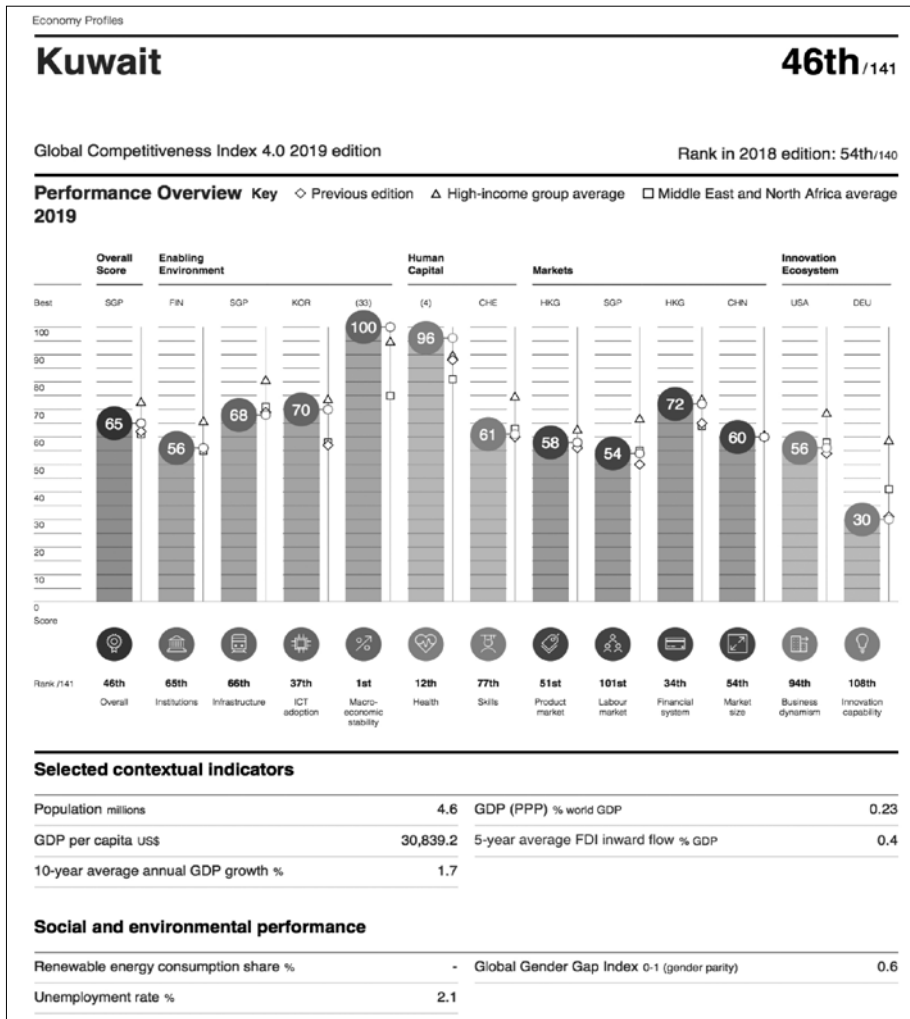 Economy Profiles
Kuwait 46th/141
Global Competitiveness Index 4.0 2019 edition Rank in 2018 edition: 54th/140
Performance Overview Key ◇ Previous edition △ High-income group average □ Middle East and North Africa average
2019
Overall Score Enabling Environment Human Capital Markets Innovation Ecosystem
Best SGP FIN SGP KOR (33) (4) CHE HKG SGP HKG CHN USA DEU
100
90
80
70
60
50
40
30
20
10
0
Score
65 56 68 70 100 96 61 58 54 72 60 56 30
Rank /141 46th 65th 66th 37th 1st 12th 77th 51st 101st 34th 54th 94th 108th
Overall Institutions Infrastructure ICT adoption Macro-economic stability Health Skills Product market Labour market Financial system Market size Business dynamism Innovation capability
Selected contextual indicators
Population millions 4.6 GDP (PPP) % world GDP 0.23
GDP per capita US$ 30,839.2 5-year average FDI inward flow % GDP 0.4
10-year average annual GDP growth % 1.7
Social and environmental performance
Renewable energy consumption share % - Global Gender Gap Index 0-1 (gender parity) 0.6
Unemployment rate % 2.1